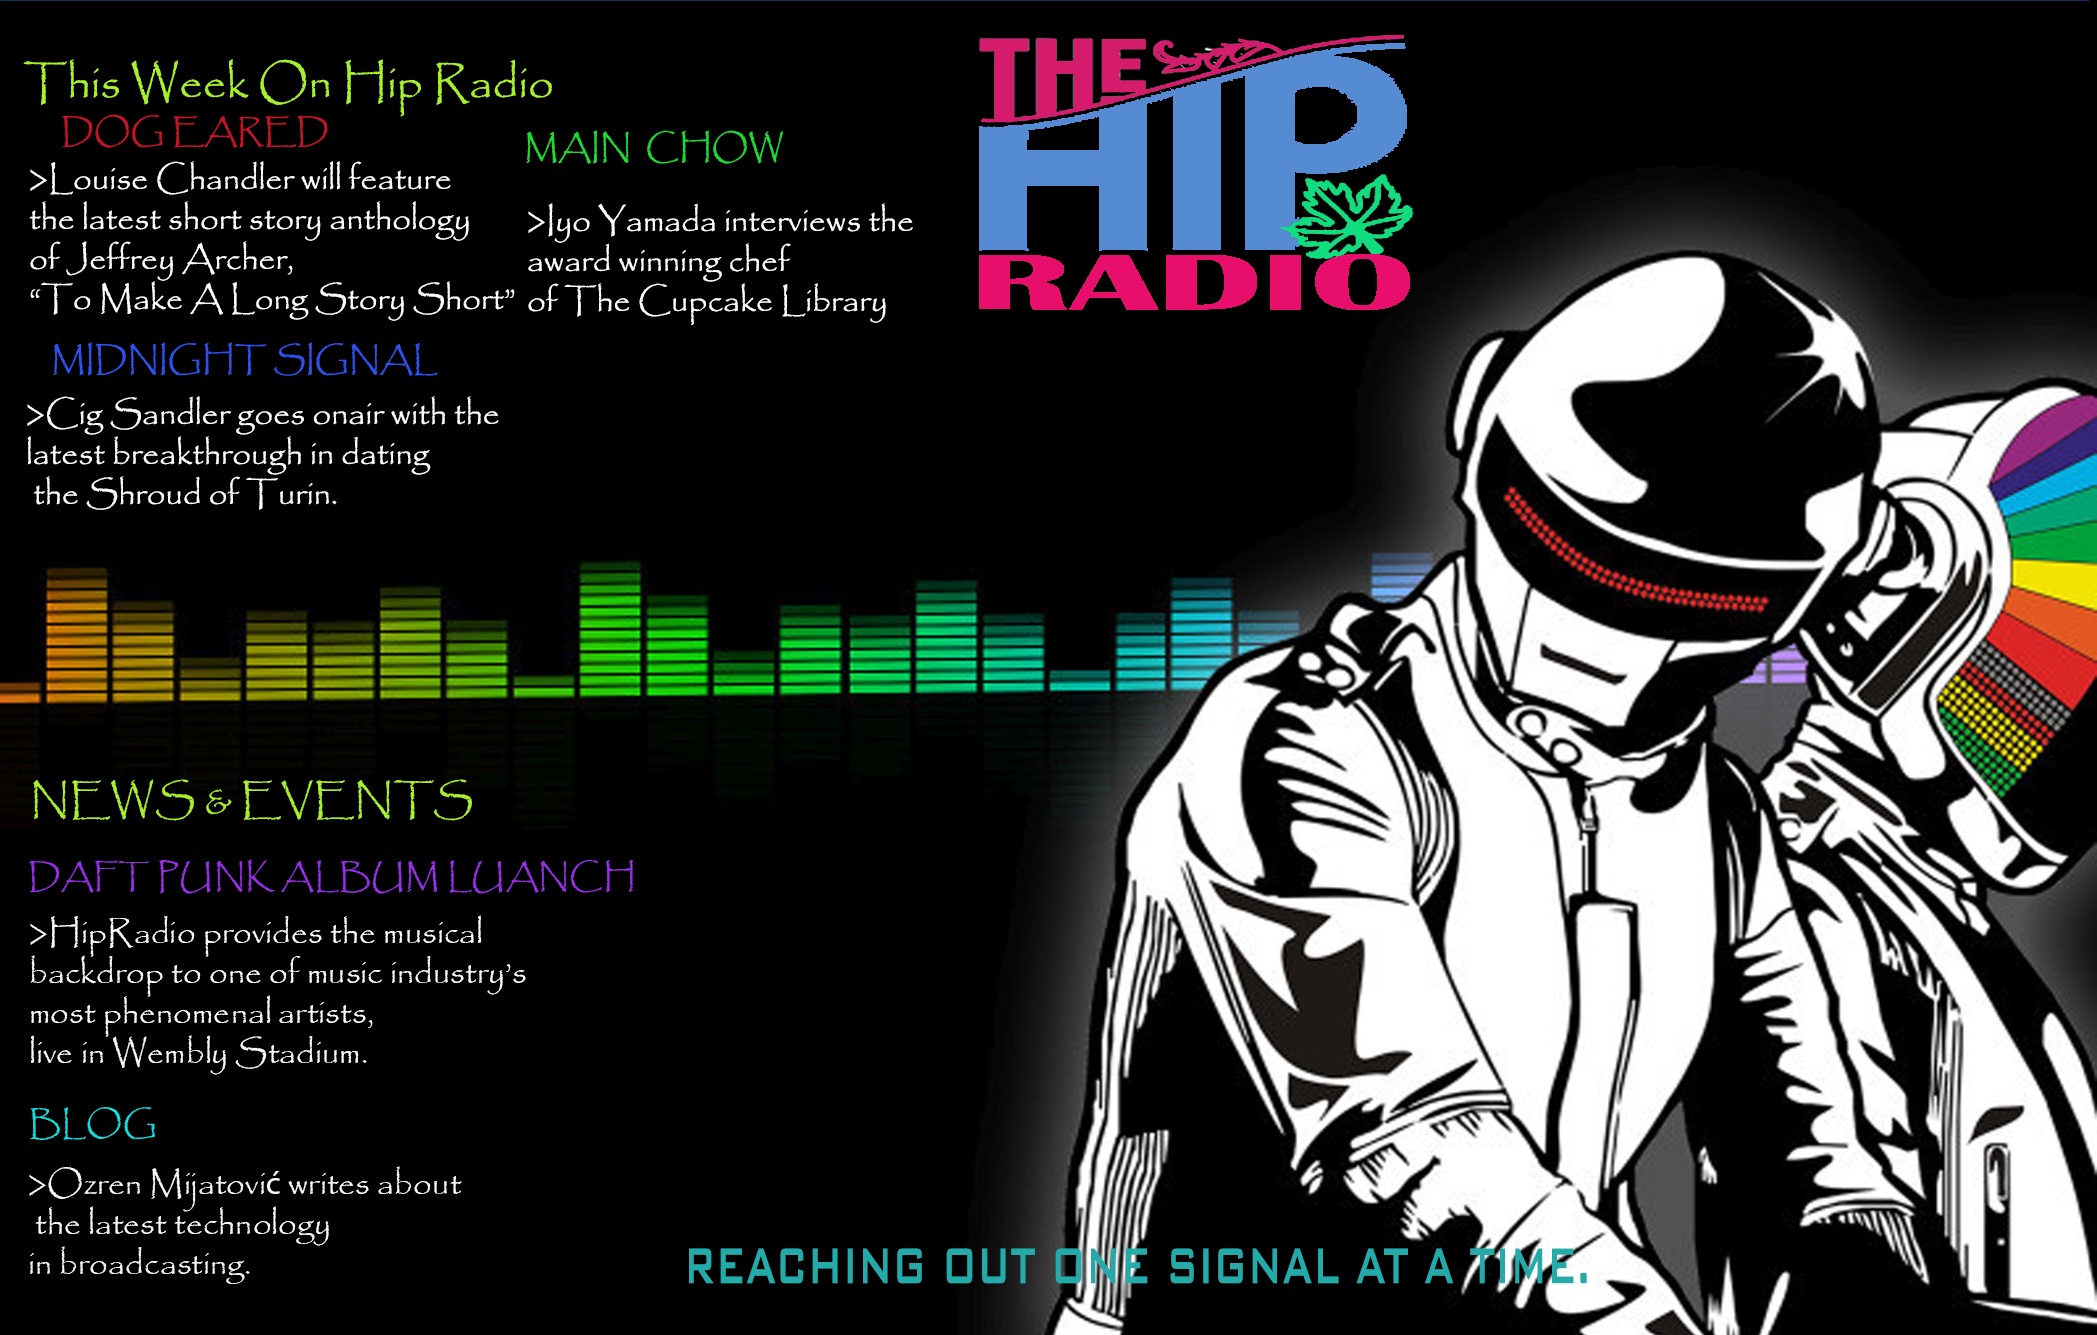 This Week On Hip Radio
DOG EARED
>Louise Chandler will feature
the latest short story anthology
of Jeffrey Archer,
“To Make A Long Story Short”
MAIN CHOW
>Iyo Yamada interviews the
award winning chef
of The Cupcake Library
MIDNIGHT SIGNAL
>Cig Sandler goes onair with the
latest breakthrough in dating
the Shroud of Turin.
THE
HIP
RADIO
NEWS & EVENTS
DAFT PUNK ALBUM LUANCH
>HipRadio provides the musical
backdrop to one of music industry’s
most phenomenal artists,
live in Wembly Stadium.
BLOG
>Ozren Mijatović writes about
the latest technology
in broadcasting.
REACHING OUT ONE SIGNAL AT A TIME.